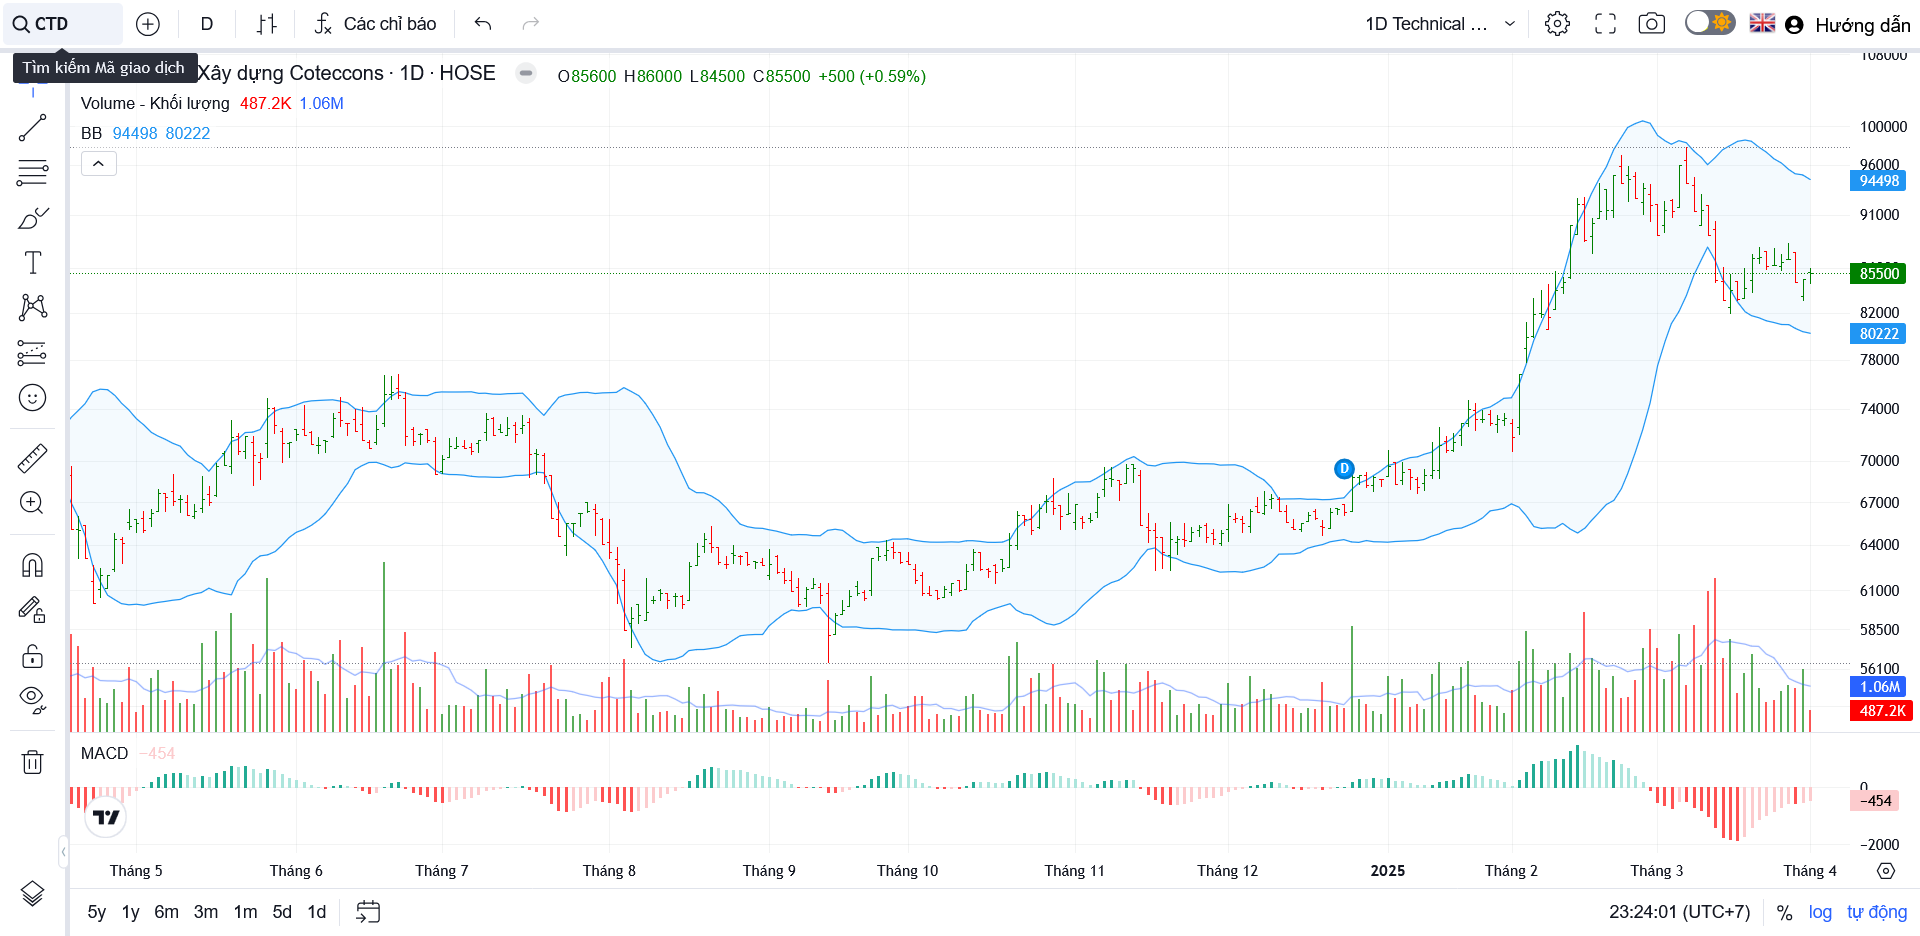 CTD
D
Các chỉ báo
1D Technical ...
Hướng dẫn
Tìm kiếm Mã giao dịch
Xây dựng Coteccons · 1D · HOSE
O85600 H86000 L84500 C85500 +500 (+0.59%)
Volume - Khối lượng 487.2K 1.06M
BB 94498 80222
108000
100000
96000
94498
91000
85500
82000
80222
78000
74000
70000
67000
64000
61000
58500
56100
1.06M
487.2K
D
MACD −454
0
−454
−2000
Tháng 5
Tháng 6
Tháng 7
Tháng 8
Tháng 9
Tháng 10
Tháng 11
Tháng 12
2025
Tháng 2
Tháng 3
Tháng 4
5y 1y 6m 3m 1m 5d 1d
23:24:01 (UTC+7)
% log tự động